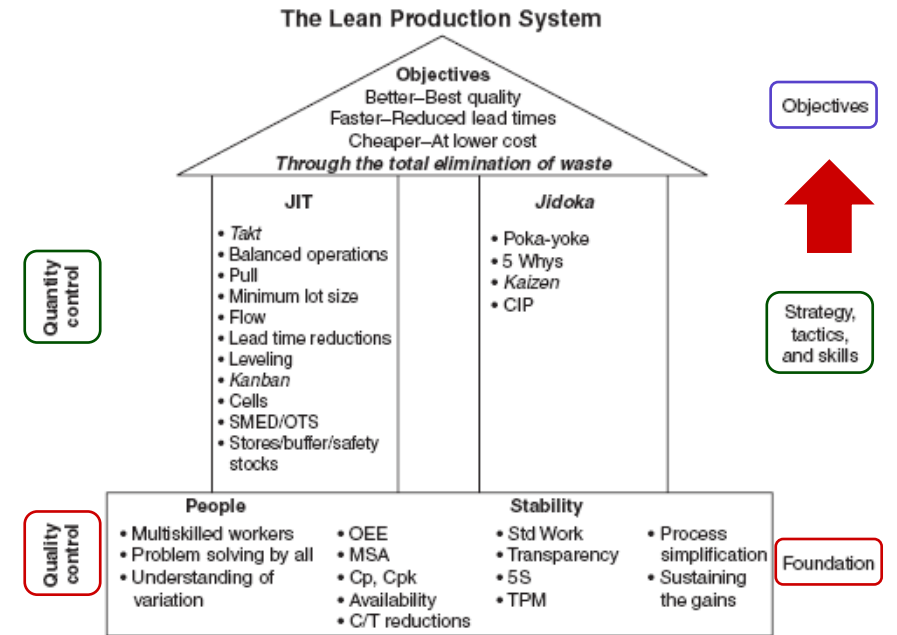 The Lean Production System
Objectives
Better–Best quality
Faster–Reduced lead times
Cheaper–At lower cost
Through the total elimination of waste
Objectives
JIT
• Takt
• Balanced operations
• Pull
• Minimum lot size
• Flow
• Lead time reductions
• Leveling
• Kanban
• Cells
• SMED/OTS
• Stores/buffer/safety
stocks
Jidoka
• Poka-yoke
• 5 Whys
• Kaizen
• CIP
Quantity
control
Strategy,
tactics,
and skills
People
• Multiskilled workers
• Problem solving by all
• Understanding of
variation
• OEE
• MSA
• Cp, Cpk
• Availability
• C/T reductions
Stability
• Std Work
• Transparency
• 5S
• TPM
• Process
simplification
• Sustaining
the gains
Quality
control
Foundation